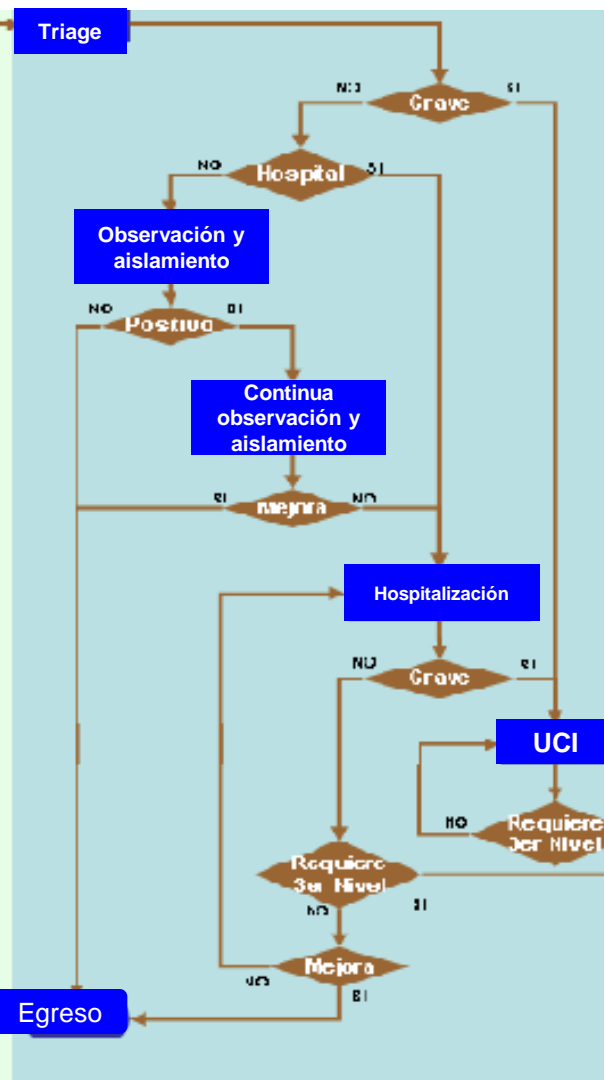 Triage
NO
SI
Grave
NO
SI
Hospital
Observación y
aislamiento
NO
SI
Positivo
Continua
observación y
aislamiento
SI
NO
Mejora
Hospitalización
NO
SI
Grave
UCI
NO
Requiere
3er Nivel
Requiere
3er Nivel
NO
SI
Mejora
NO
SI
Egreso